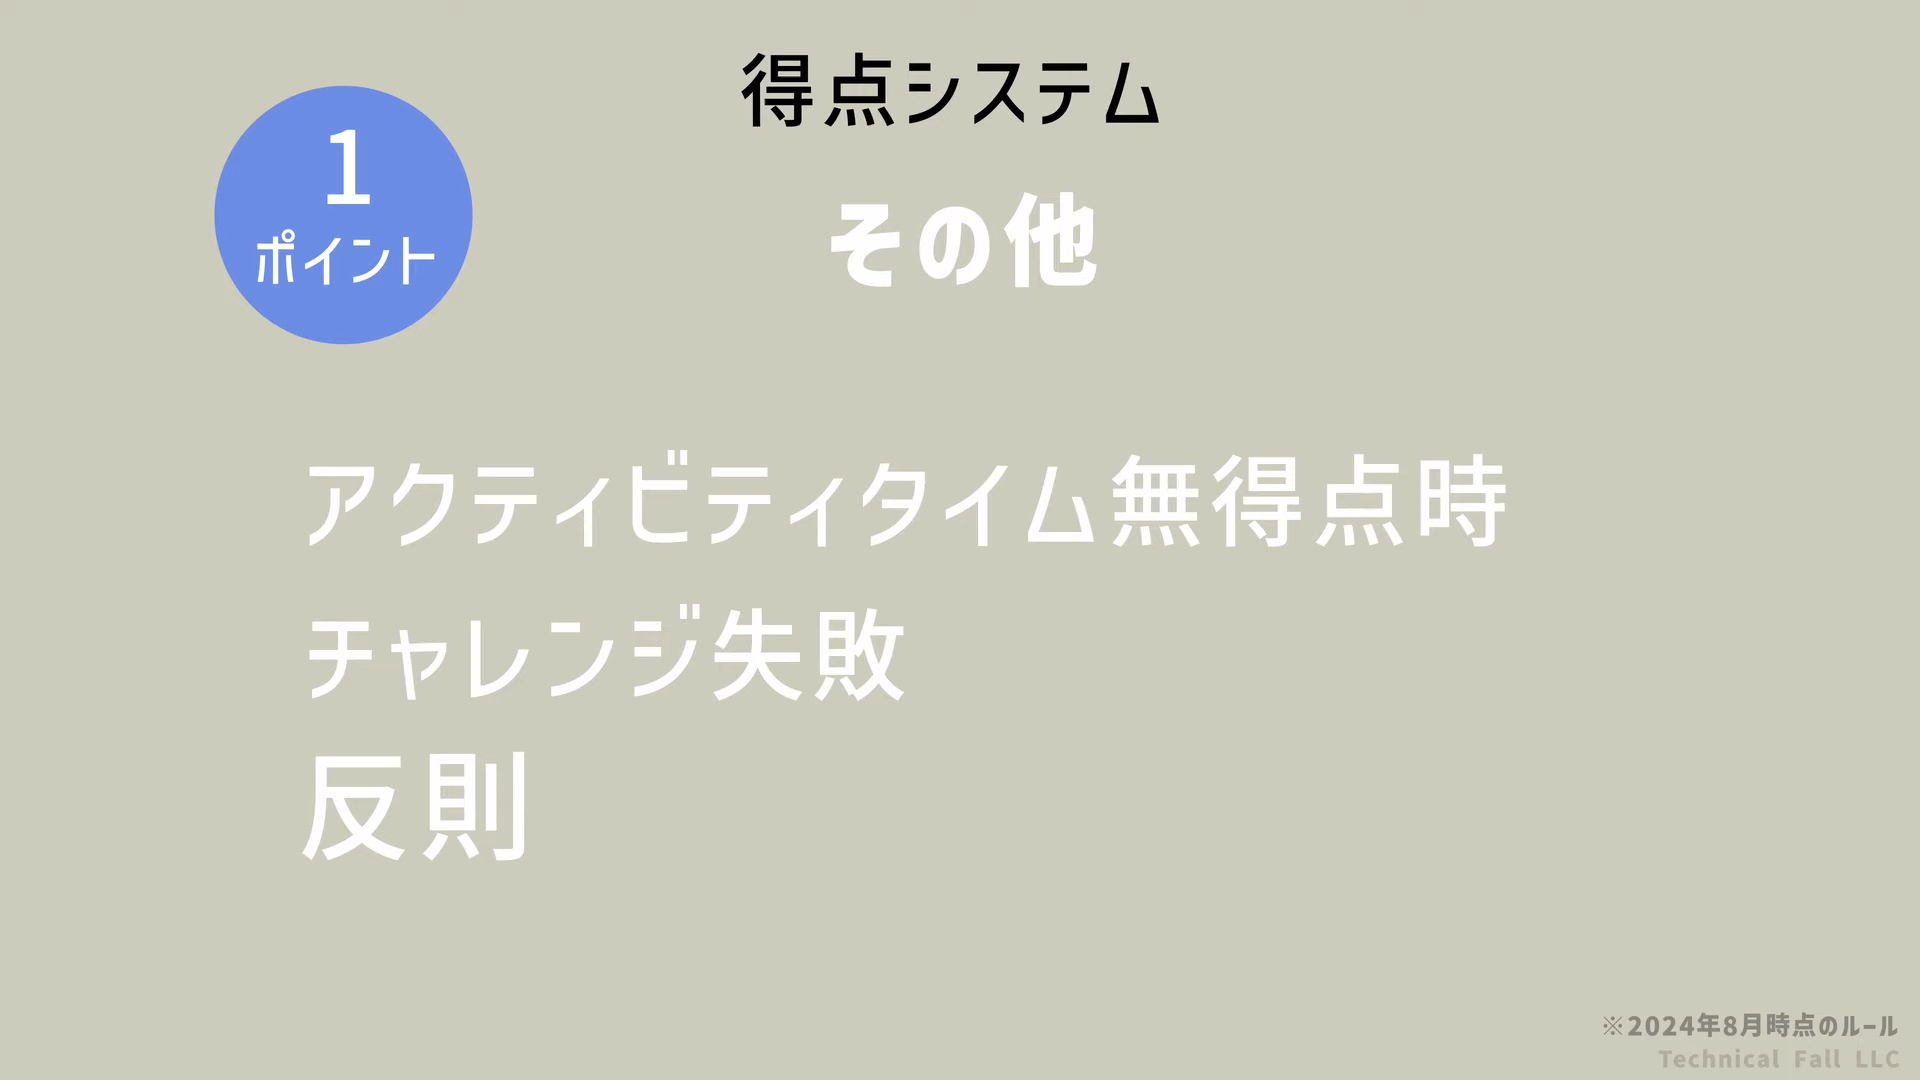 得点システム
1
ポイント
その他
アクティビティタイム無得点時
チャレンジ失敗
反則
※2024年8月時点のルール
Technical Fall LLC